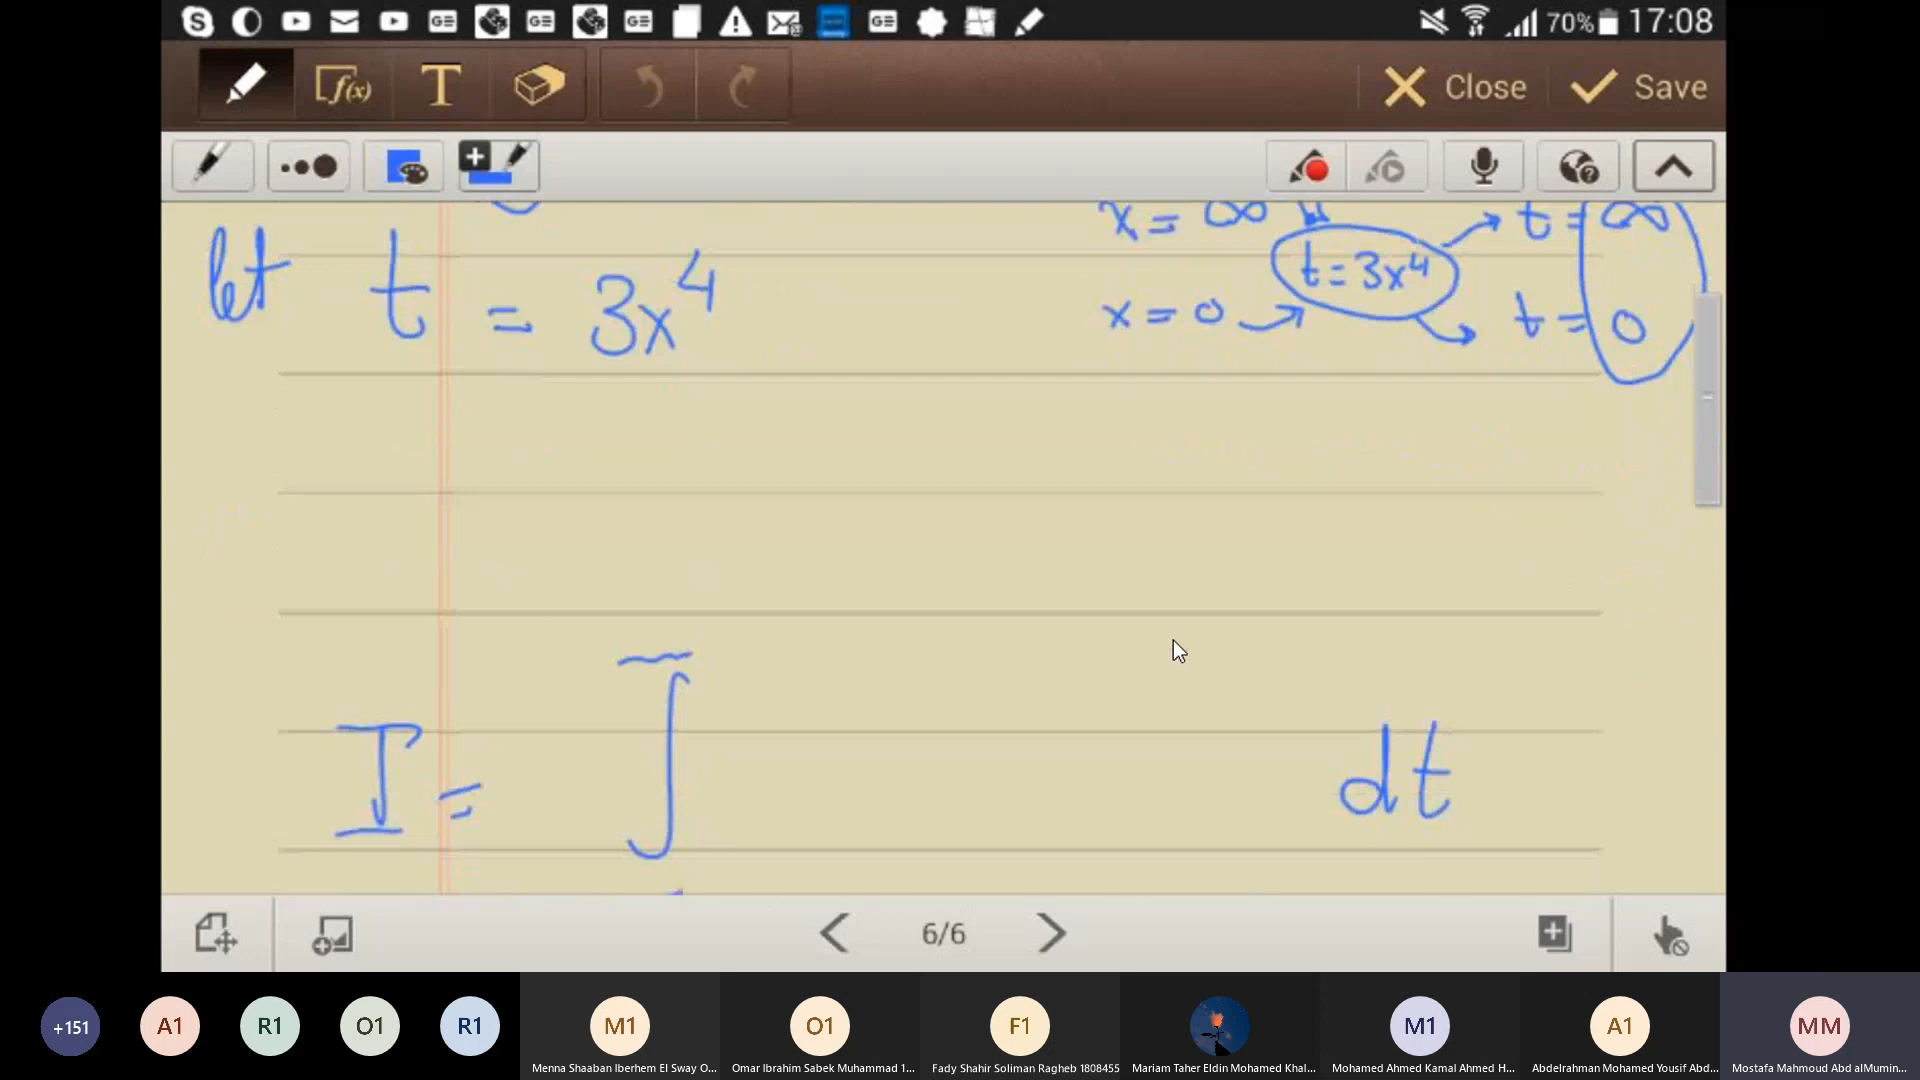 70% 17:08
f(x) T Close Save
x = ∞ t = ∞
let t = 3x⁴ t = 3x⁴
x = 0 t = 0
I = ∫ dt
6/6
+151 A1 R1 O1 R1 M1 O1 F1 M1 A1 MM
Menna Shaaban Iberhem El Sway O... Omar Ibrahim Sabek Muhammad 1... Fady Shahir Soliman Ragheb 1808455 Mariam Taher Eldin Mohamed Khal... Mohamed Ahmed Kamal Ahmed H... Abdelrahman Mohamed Yousif Abd... Mostafa Mahmoud Abd alMumin...